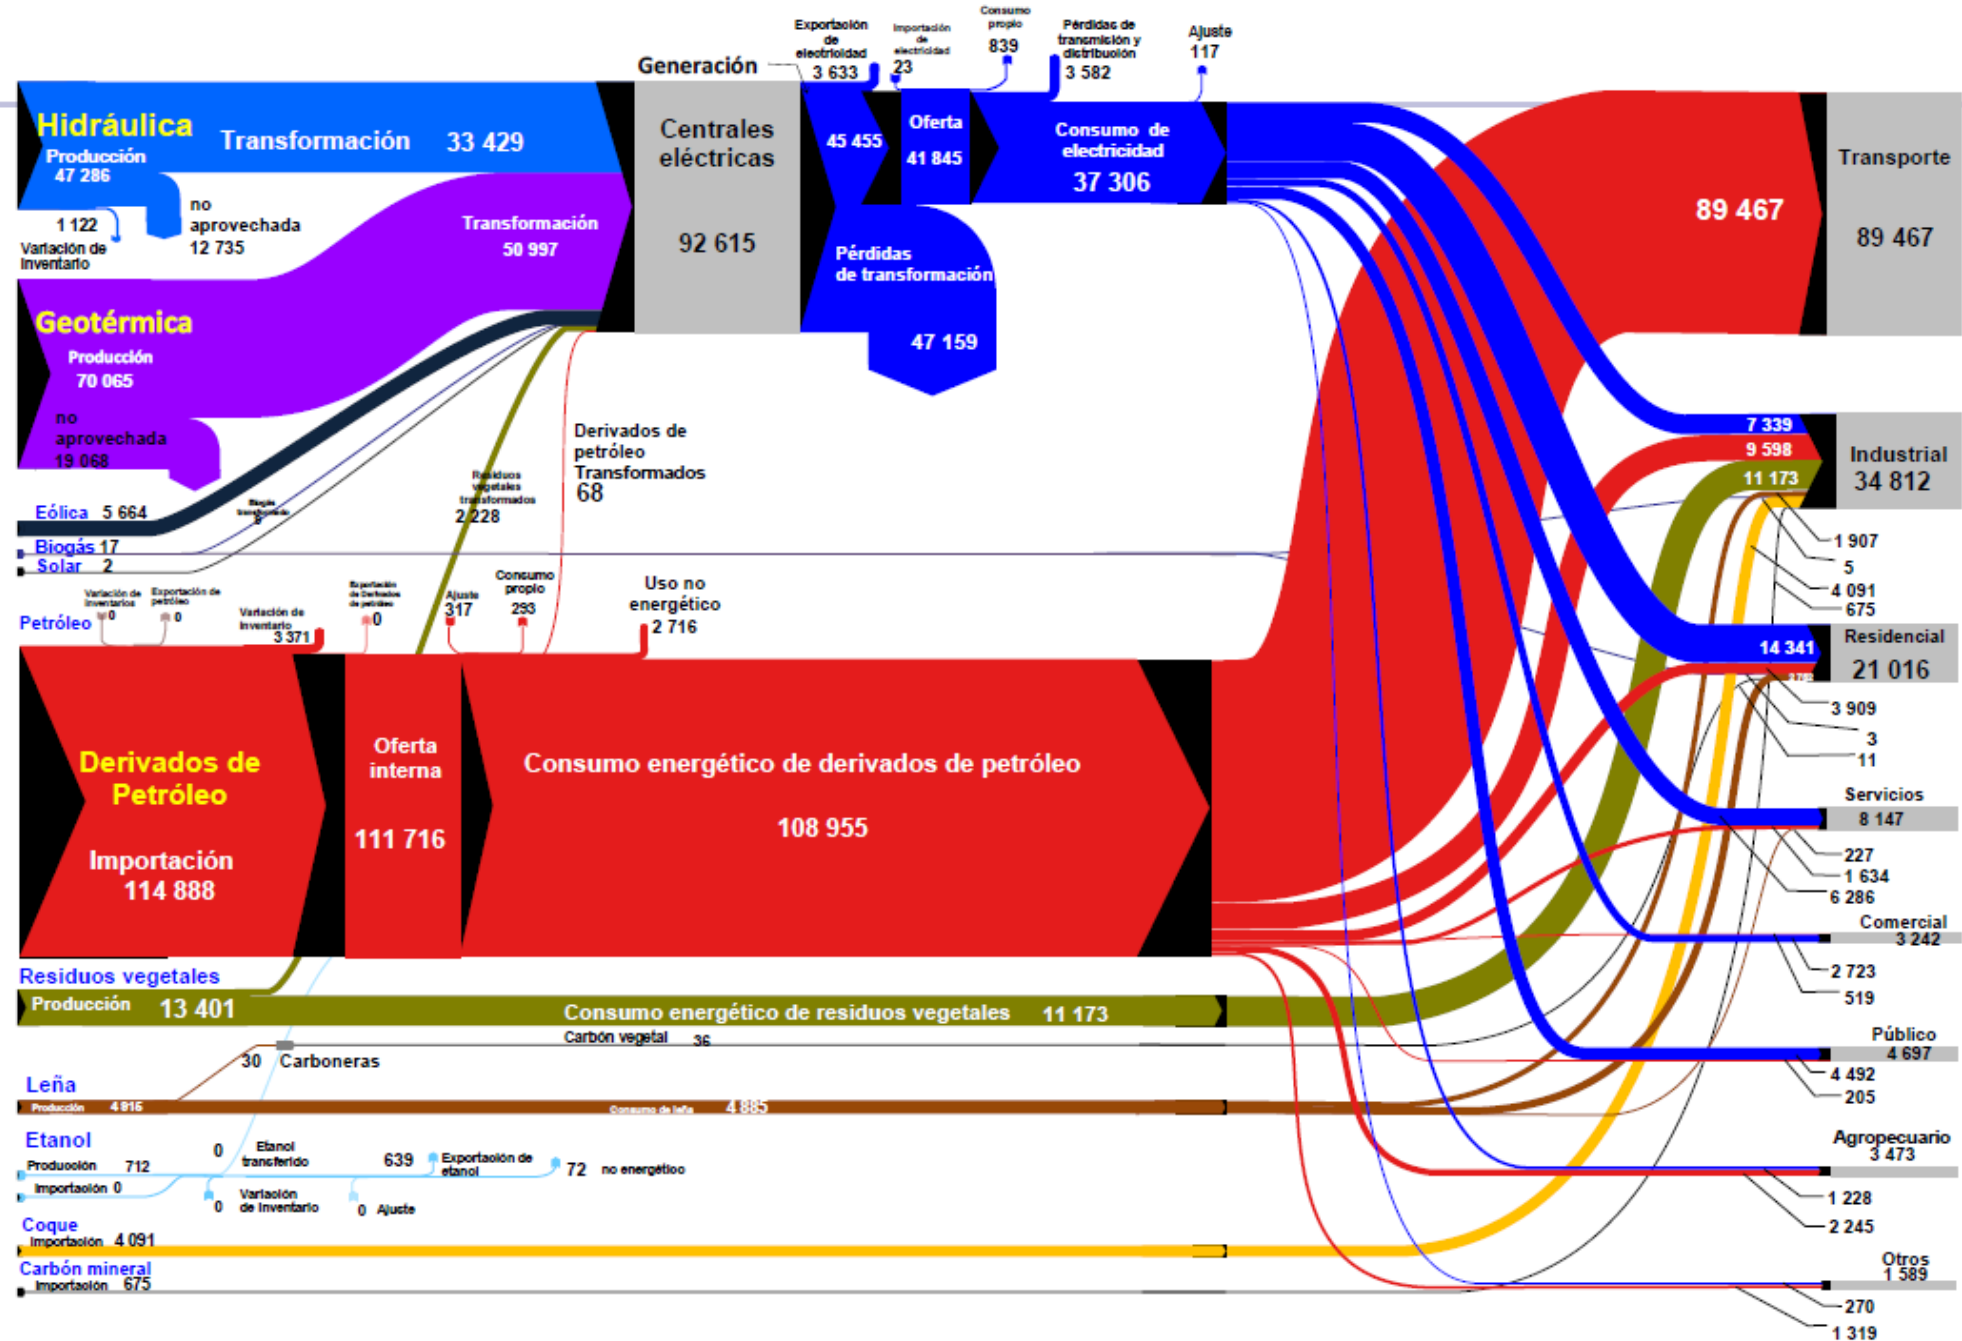 Generación
Exportación
de
electricidad
3 633
Importación
de
electricidad
23
Consumo
propio
839
Pérdidas de
transmisión y
distribución
3 582
Ajuste
117
Hidráulica
Producción
47 286
Transformación 33 429
1 122
Variación de
Inventario
no
aprovechada
12 735
Centrales
eléctricas
92 615
45 455
Oferta
41 845
Consumo de
electricidad
37 306
Pérdidas
de transformación
47 159
Transformación
50 997
Geotérmica
Producción
70 065
no
aprovechada
19 068
Eólica 5 664
Biogás 17
Solar 2
Biogás
transformado
Residuos
vegetales
transformados
2 228
Derivados de
petróleo
Transformados
68
89 467
Transporte
89 467
7 339
9 598
11 173
Industrial
34 812
1 907
5
4 091
675
14 341
Residencial
21 016
3 909
3
11
Servicios
8 147
227
1 634
6 286
Comercial
3 242
2 723
519
Público
4 697
4 492
205
Agropecuario
3 473
1 228
2 245
Otros
1 589
270
1 319
Petróleo
Variación de
Inventarios
0
Exportación de
petróleo
0
Variación de
Inventario
3 371
Exportación
de Derivados
de petróleo
0
Ajuste
317
Consumo
propio
293
Uso no
energético
2 716
Derivados de
Petróleo
Importación
114 888
Oferta
interna
111 716
Consumo energético de derivados de petróleo
108 955
Residuos vegetales
Producción 13 401
Consumo energético de residuos vegetales 11 173
Carbón vegetal 36
30 Carboneras
Leña
Producción 4 816
Consumo de leña 4 885
Etanol
Producción 712
Importación 0
0 Etanol
transferido
639 Exportación de
etanol
72 no energético
0 Variación
de Inventario
0 Ajuste
Coque
Importación 4 091
Carbón mineral
Importación 675